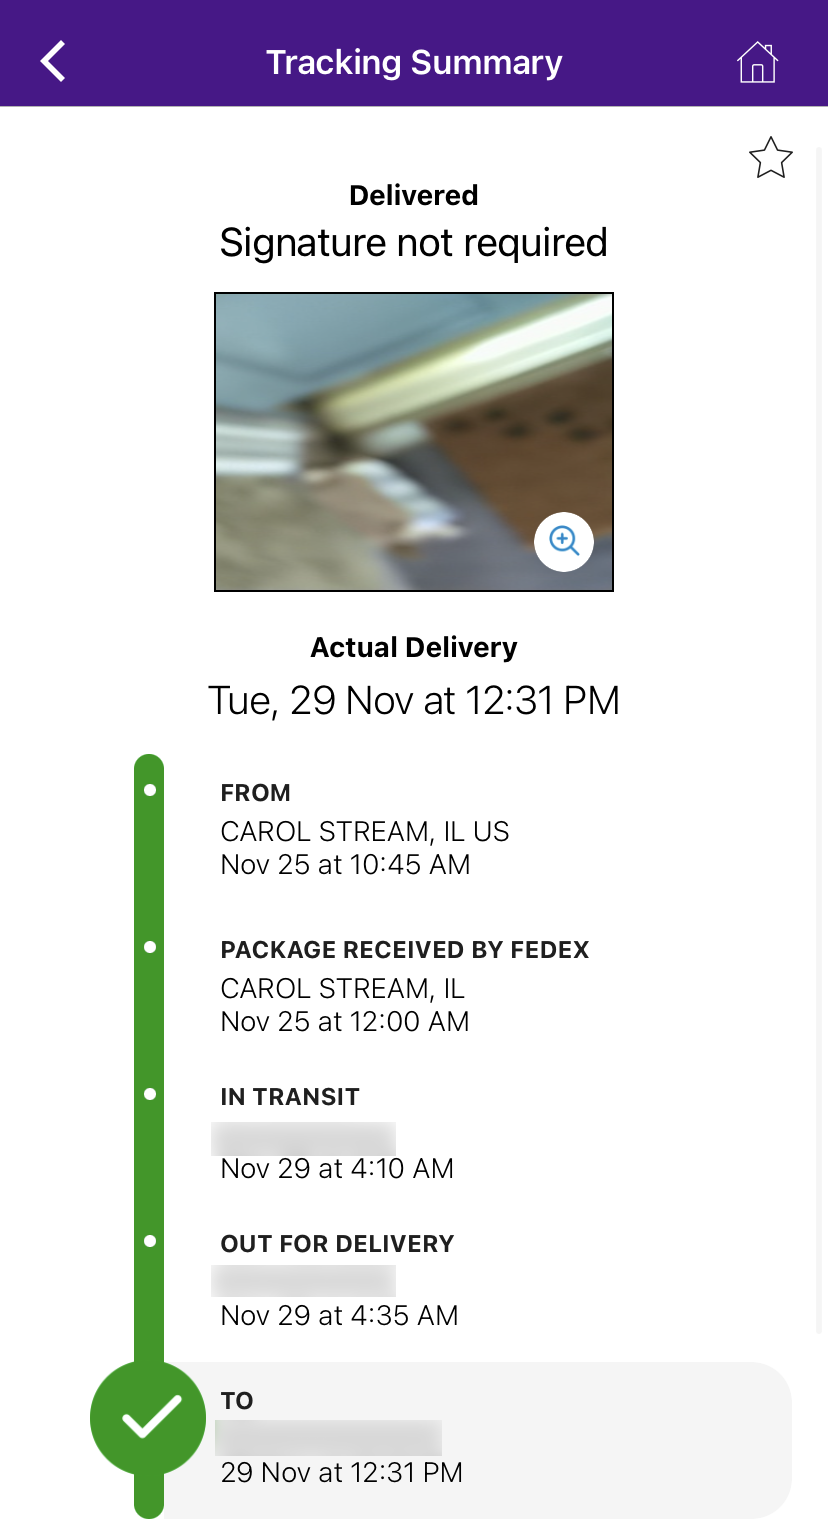 Tracking Summary
Delivered
Signature not required
Actual Delivery
Tue, 29 Nov at 12:31 PM
FROM
CAROL STREAM, IL US
Nov 25 at 10:45 AM
PACKAGE RECEIVED BY FEDEX
CAROL STREAM, IL
Nov 25 at 12:00 AM
IN TRANSIT
Nov 29 at 4:10 AM
OUT FOR DELIVERY
Nov 29 at 4:35 AM
TO
29 Nov at 12:31 PM